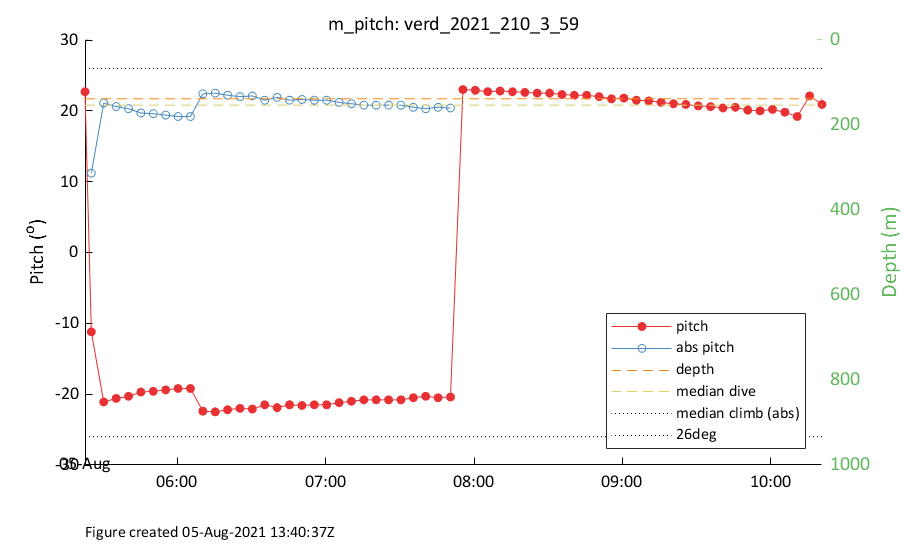 m_pitch: verd_2021_210_3_59
30
20
10
0
-10
-20
-30
Pitch (º)
0
200
400
600
800
1000
Depth (m)
pitch
abs pitch
depth
median dive
median climb (abs)
26deg
05-Aug
06:00
07:00
08:00
09:00
10:00
Figure created 05-Aug-2021 13:40:37Z